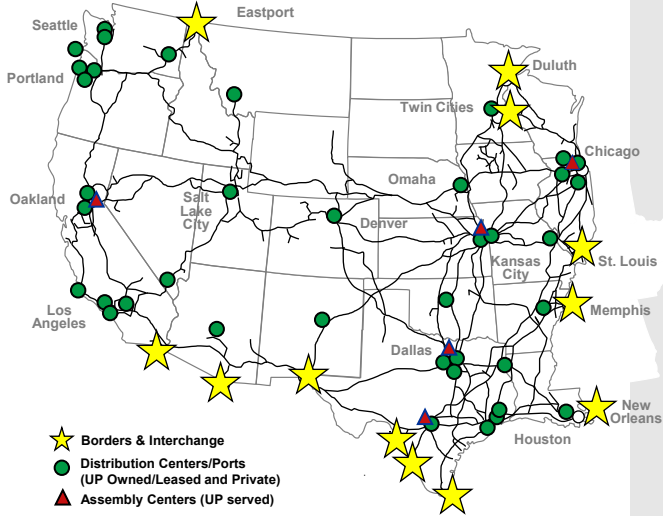 Eastport
Seattle
Duluth
Portland
Twin Cities
Chicago
Omaha
Oakland
Salt
Lake
City
Denver
St. Louis
Kansas
City
Los
Angeles
Memphis
Dallas
New
Orleans
Houston
Borders & Interchange
Distribution Centers/Ports
(UP Owned/Leased and Private)
Assembly Centers (UP served)